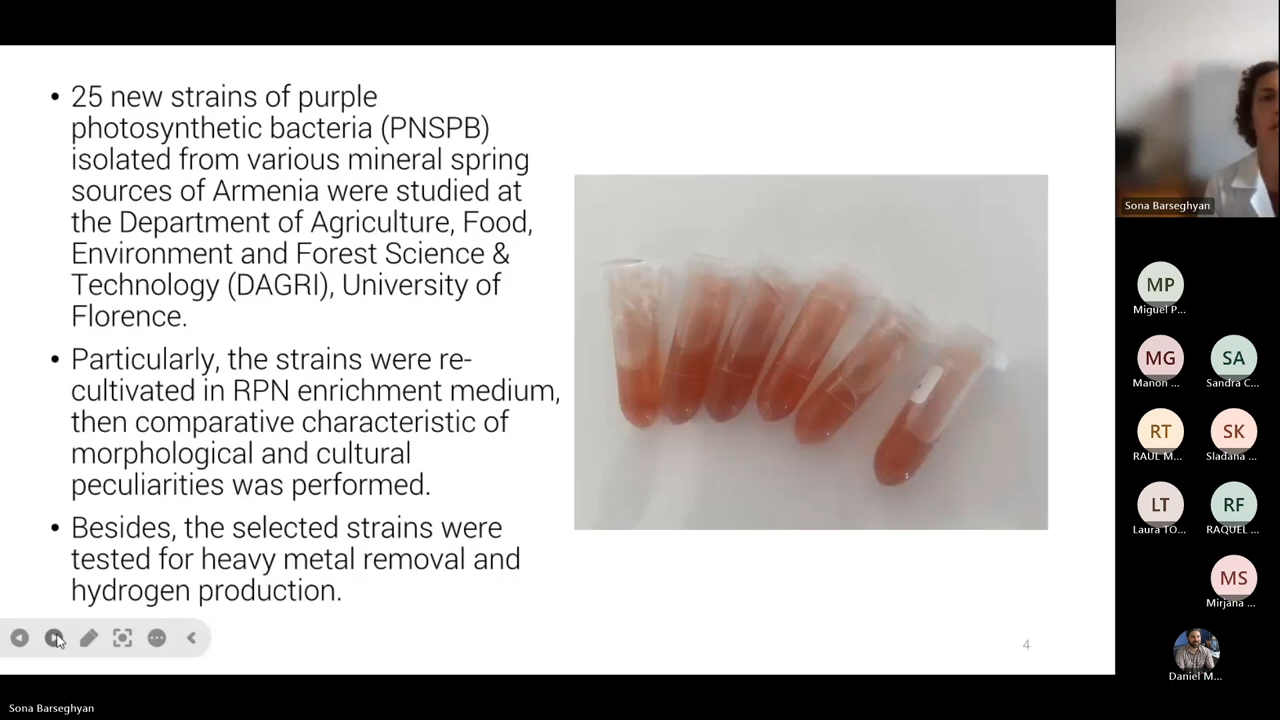 • 25 new strains of purple
photosynthetic bacteria (PNSPB)
isolated from various mineral spring
sources of Armenia were studied at
the Department of Agriculture, Food,
Environment and Forest Science &
Technology (DAGRI), University of
Florence.
• Particularly, the strains were re-
cultivated in RPN enrichment medium,
then comparative characteristic of
morphological and cultural
peculiarities was performed.
• Besides, the selected strains were
tested for heavy metal removal and
hydrogen production.
4
Sona Barseghyan
MP
Miguel P...
MG
Manon ...
SA
Sandra C...
RT
RAUL M...
SK
Sladana ...
LT
Laura TO...
RF
RAQUEL ...
MS
Mirjana ...
Daniel M...
Sona Barseghyan